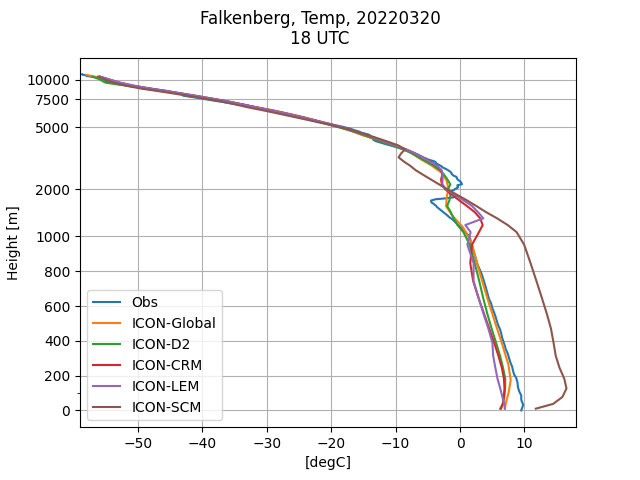 Falkenberg, Temp, 20220320
18 UTC
10000
7500
5000
2000
1000
800
600
400
200
0
Height [m]
Obs
ICON-Global
ICON-D2
ICON-CRM
ICON-LEM
ICON-SCM
−50
−40
−30
−20
−10
0
10
[degC]